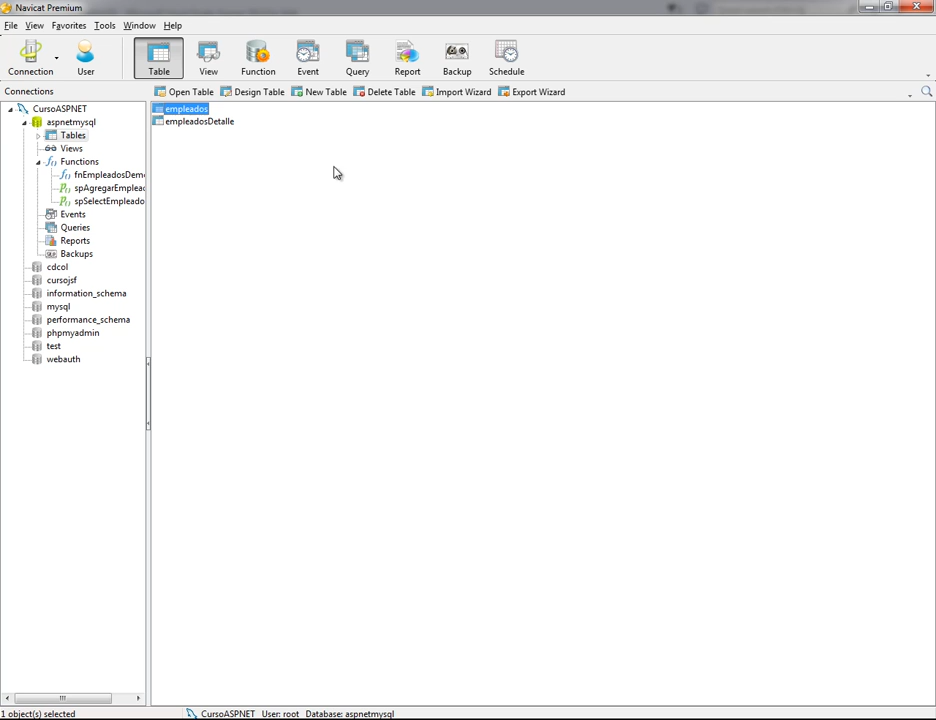 Navicat Premium
File View Favorites Tools Window Help
Connection User Table View Function Event Query Report Backup Schedule
Connections
Open Table Design Table New Table Delete Table Import Wizard Export Wizard
CursoASPNET
aspnetmysql
Tables
Views
Functions
fnEmpleadosDem
spAgregarEmplea
spSelectEmpleado
Events
Queries
Reports
Backups
cdcol
cursojsf
information_schema
mysql
performance_schema
phpmyadmin
test
webauth
empleados
empleadosDetalle
1 object(s) selected
CursoASPNET User: root Database: aspnetmysql